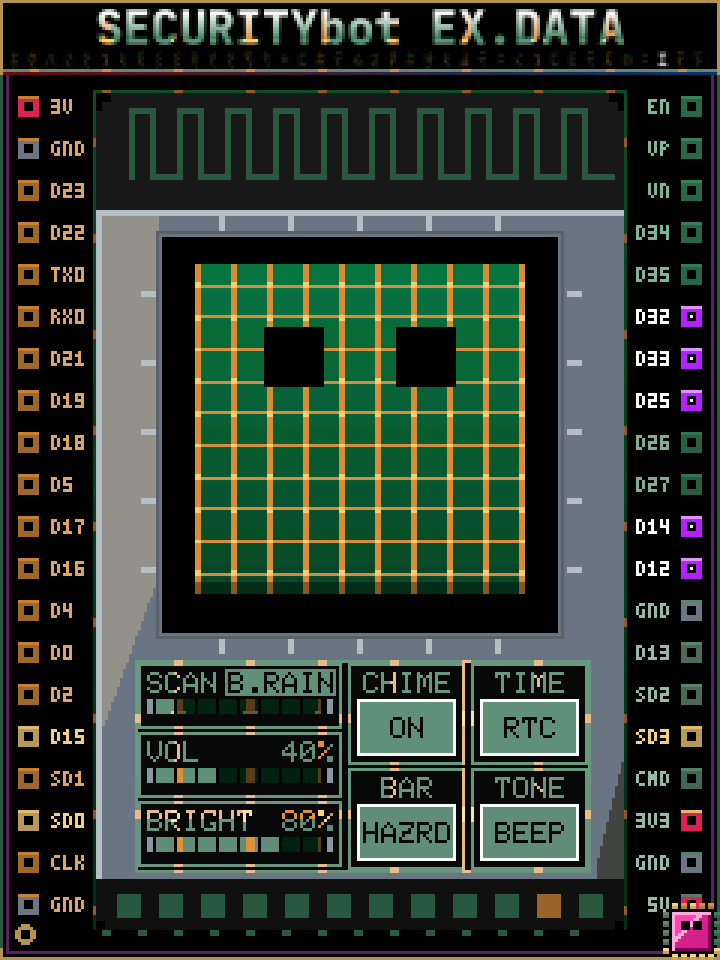 SECURITYbot EX.DATA
3V EN
GND VP
D23 VN
D22 D34
TX0 D35
RX0 D32
D21 D33
D19 D25
D18 D26
D5 D27
D17 D14
D16 D12
D4 GND
D0 D13
D2 SD2
D15 SD3
SD1 CMD
SD0 3V3
CLK GND
GND 5V
SCAN B.RAIN
VOL 40%
BRIGHT 80%
CHIME
ON
TIME
RTC
BAR
HAZRD
TONE
BEEP